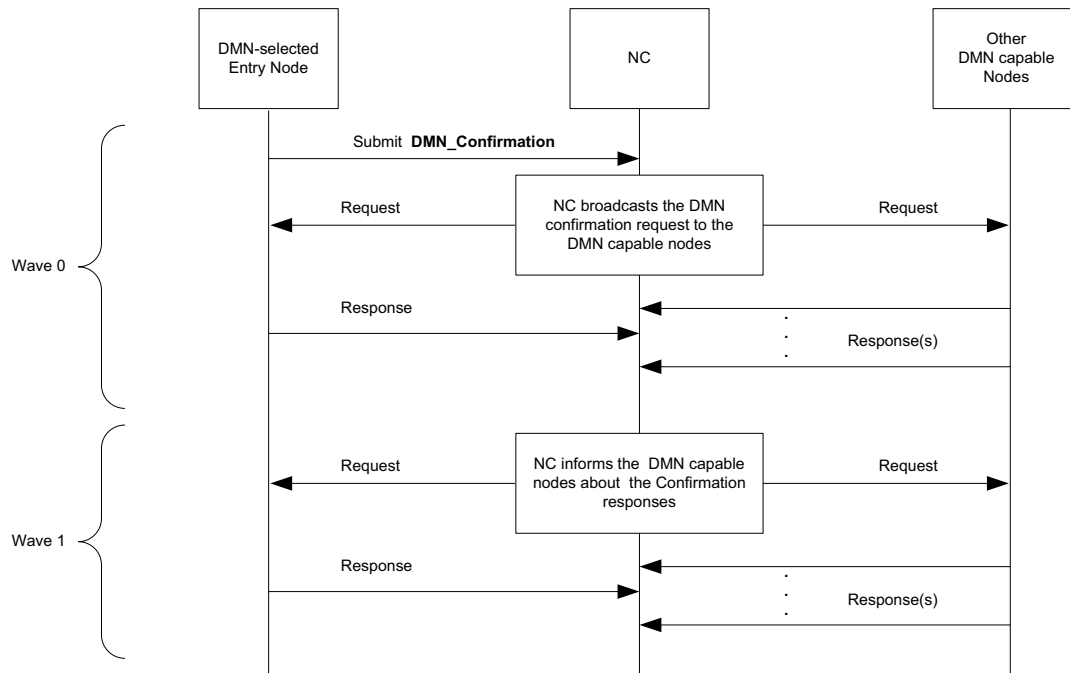 DMN-selected
Entry Node
NC
Other
DMN capable
Nodes
Submit DMN_Confirmation
Wave 0
Request
NC broadcasts the DMN
confirmation request to the
DMN capable nodes
Request
Response
Response(s)
Wave 1
Request
NC informs the DMN capable
nodes about the Confirmation
responses
Request
Response
Response(s)